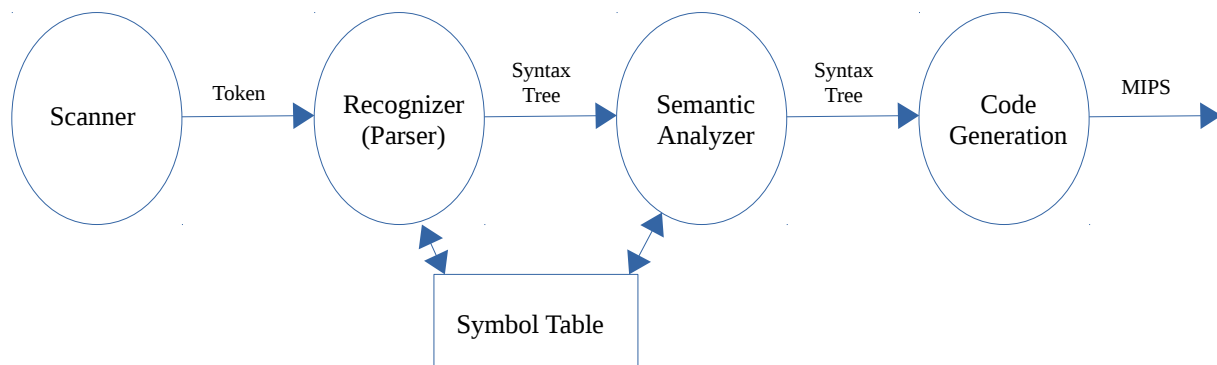 Scanner
Token
Recognizer
(Parser)
Syntax
Tree
Semantic
Analyzer
Syntax
Tree
Code
Generation
MIPS
Symbol Table